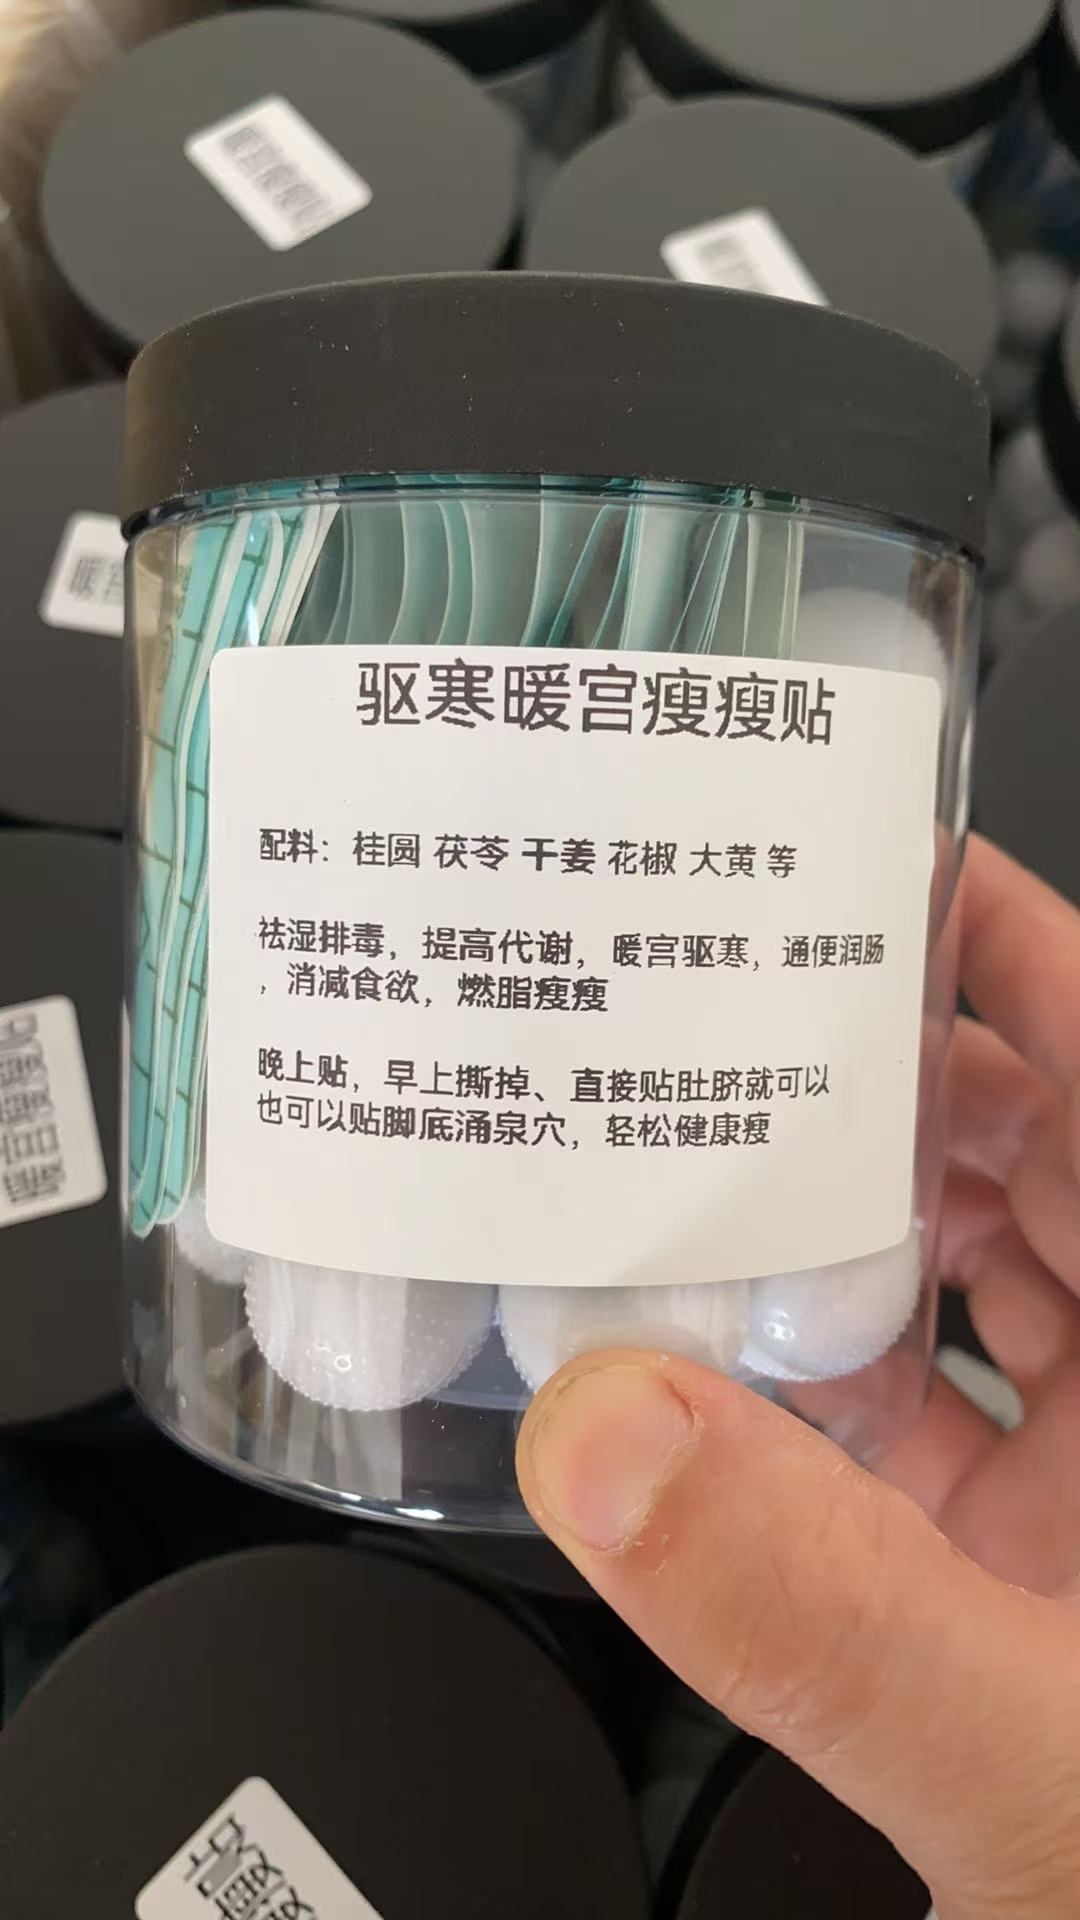 驱寒暖宫瘦瘦贴
配料：桂圆 茯苓 干姜 花椒 大黄 等
祛湿排毒，提高代谢，暖宫驱寒，通便润肠
，消减食欲，燃脂瘦瘦
晚上贴，早上撕掉、直接贴肚脐就可以
也可以贴脚底涌泉穴，轻松健康瘦